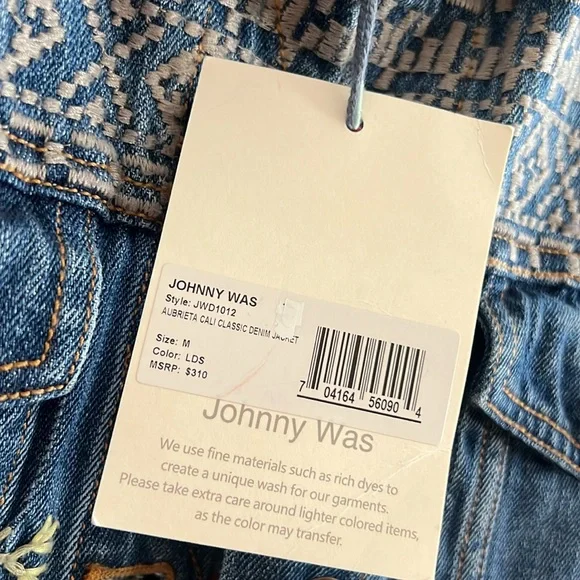 JOHNNY WAS
Style: JWD1012
AUBRIETA CALI CLASSIC DENIM JACKET
Size: M
Color: LDS
MSRP: $310
7 04164 56090 4
Johnny Was
We use fine materials such as rich dyes to
create a unique wash for our garments.
Please take extra care around lighter colored items,
as the color may transfer.